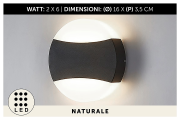 WATT: 2 X 6 | DIMENSIONI: (Ø) 16 X (P) 3,5 CM
LED
NATURALE